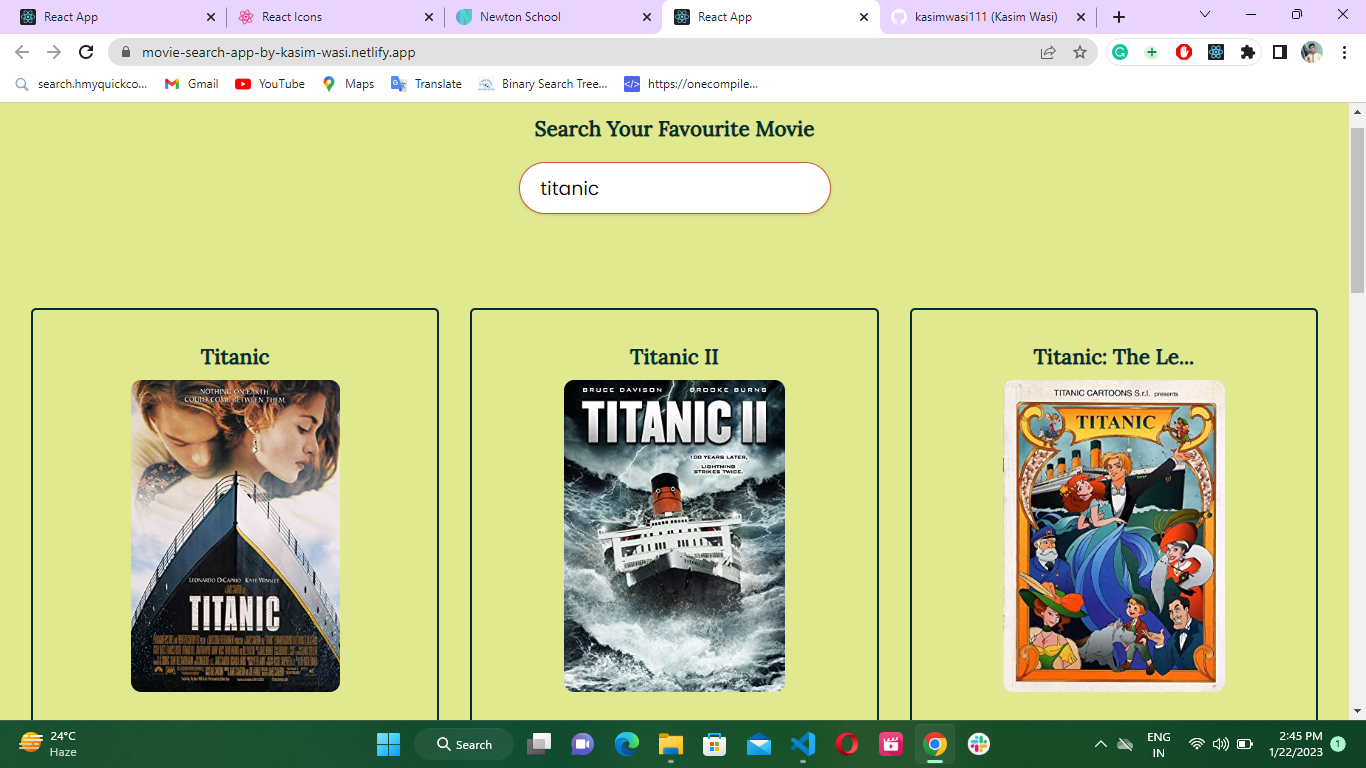 React App
React Icons
Newton School
React App
kasimwasi111 (Kasim Wasi)
movie-search-app-by-kasim-wasi.netlify.app
search.hmyquickco...
Gmail
YouTube
Maps
Translate
Binary Search Tree...
https://onecompile...
Search Your Favourite Movie
titanic
Titanic
NOTHING ON EARTH
COULD COME BETWEEN THEM.
LEONARDO DICAPRIO KATE WINSLET
TITANIC
Titanic II
BRUCE DAVISON BROOKE BURNS
TITANIC II
100 YEARS LATER,
LIGHTNING
STRIKES TWICE.
Titanic: The Le...
TITANIC CARTOONS S.r.l. presents
TITANIC
24°C
Haze
Search
ENG
IN
2:45 PM
1/22/2023
1